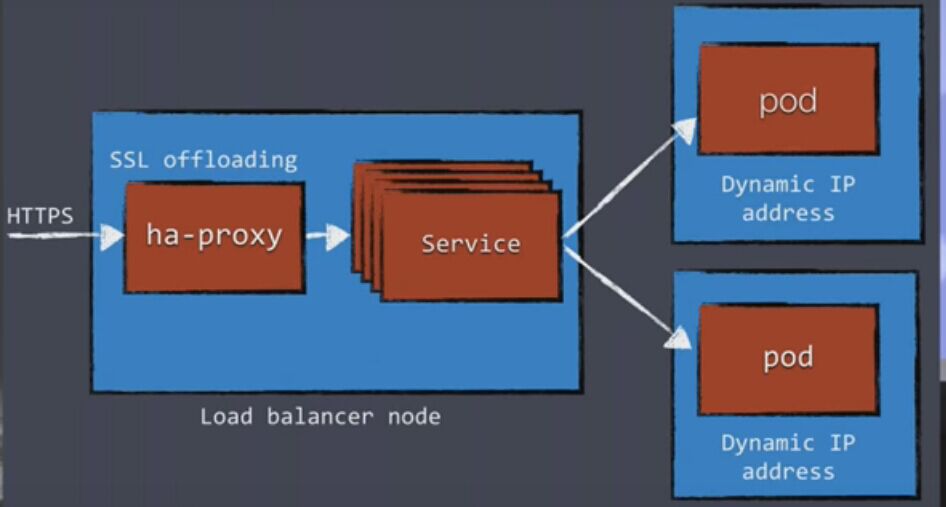 HTTPS
SSL offloading
ha-proxy
Service
Load balancer node
pod
Dynamic IP
address
pod
Dynamic IP
address